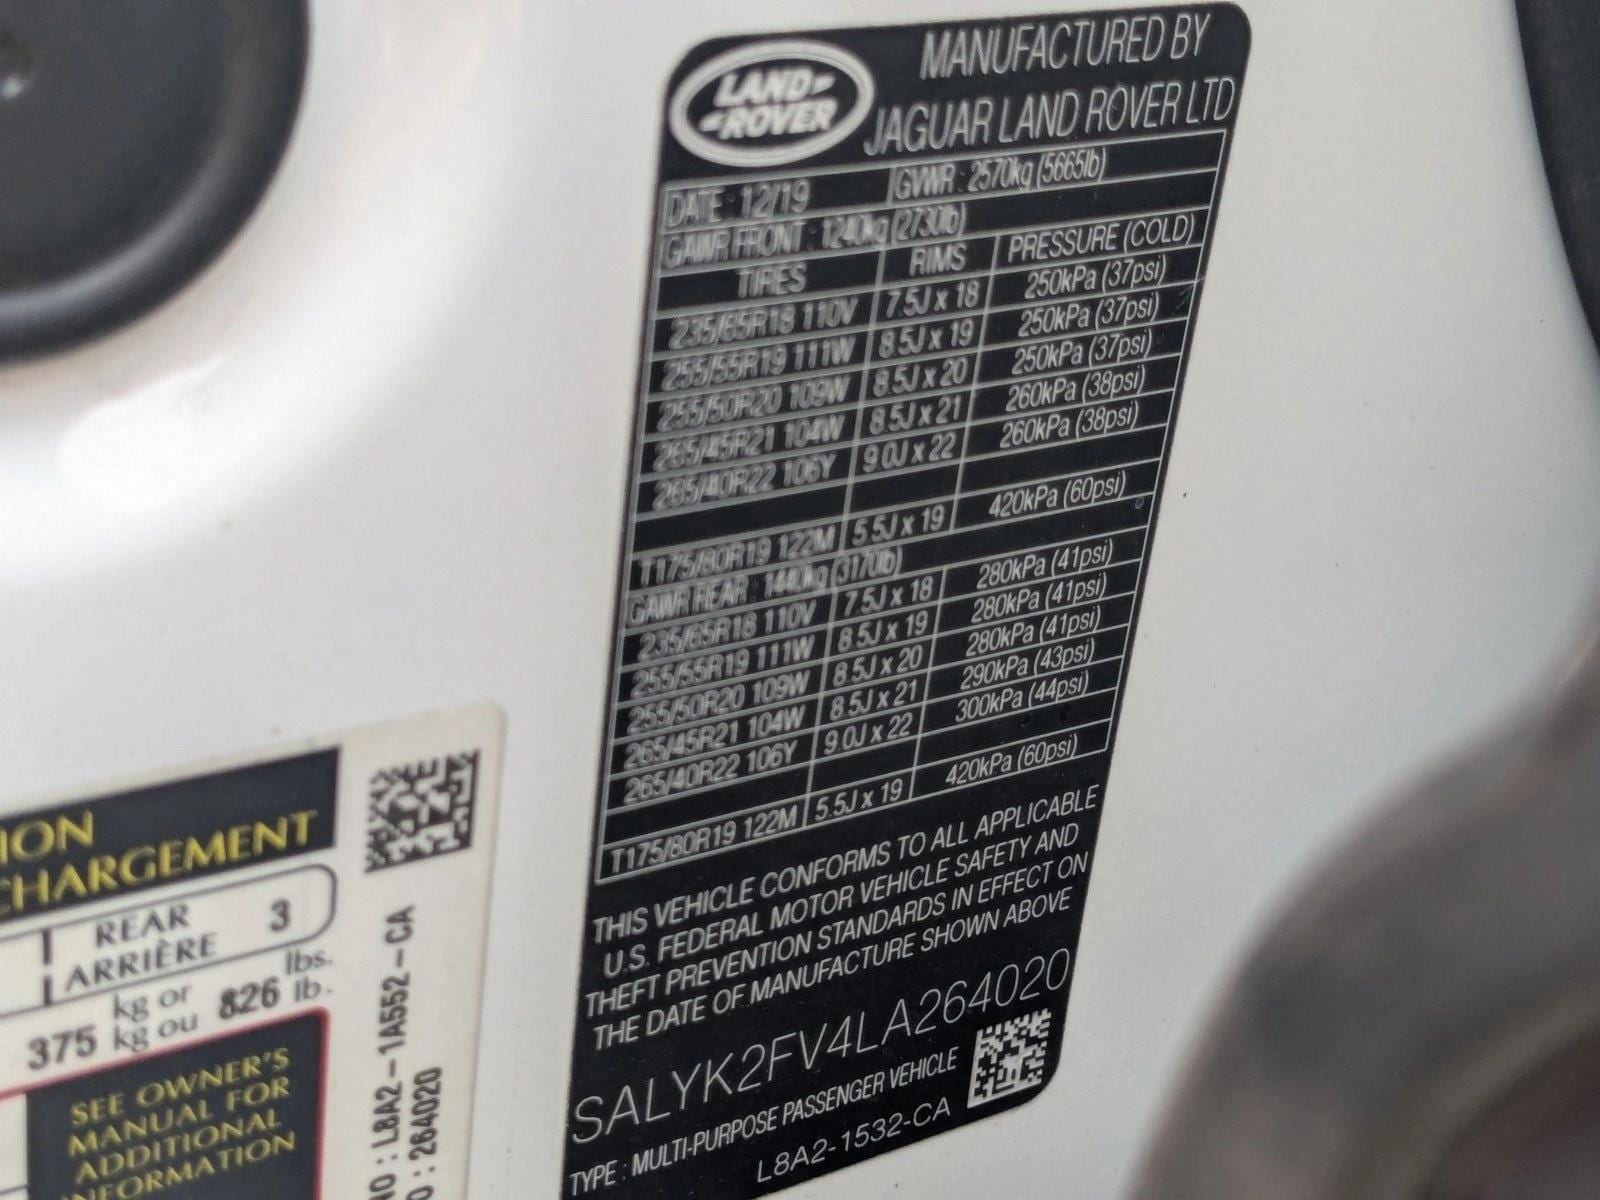 LAND-
-ROVER
MANUFACTURED BY
JAGUAR LAND ROVER LTD
DATE : 12/19 GVWR : 2570kg (5665lb)
GAWR FRONT : 1240kg (2730lb)
TIRES RIMS PRESSURE (COLD)
235/65R18 110V 7.5J x 18 250kPa (37psi)
255/55R19 111W 8.5J x 19 250kPa (37psi)
255/50R20 109W 8.5J x 20 250kPa (37psi)
265/45R21 104W 8.5J x 21 260kPa (38psi)
265/40R22 106Y 9.0J x 22 260kPa (38psi)
T175/80R19 122M 5.5J x 19 420kPa (60psi)
GAWR REAR : 1440kg (3170lb)
235/65R18 110V 7.5J x 18 280kPa (41psi)
255/55R19 111W 8.5J x 19 280kPa (41psi)
255/50R20 109W 8.5J x 20 280kPa (41psi)
265/45R21 104W 8.5J x 21 290kPa (43psi)
265/40R22 106Y 9.0J x 22 300kPa (44psi)
T175/80R19 122M 5.5J x 19 420kPa (60psi)
THIS VEHICLE CONFORMS TO ALL APPLICABLE
U.S. FEDERAL MOTOR VEHICLE SAFETY AND
THEFT PREVENTION STANDARDS IN EFFECT ON
THE DATE OF MANUFACTURE SHOWN ABOVE
SALYK2FV4LA264020
TYPE : MULTI-PURPOSE PASSENGER VEHICLE
L8A2-1532-CA
ION
CHARGEMENT
REAR 3
ARRIÈRE
375 kg or 826 lbs.
kg ou lb.
SEE OWNER'S
MANUAL FOR
ADDITIONAL
INFORMATION
NO : L8A2-1A552-CA
O : 264020